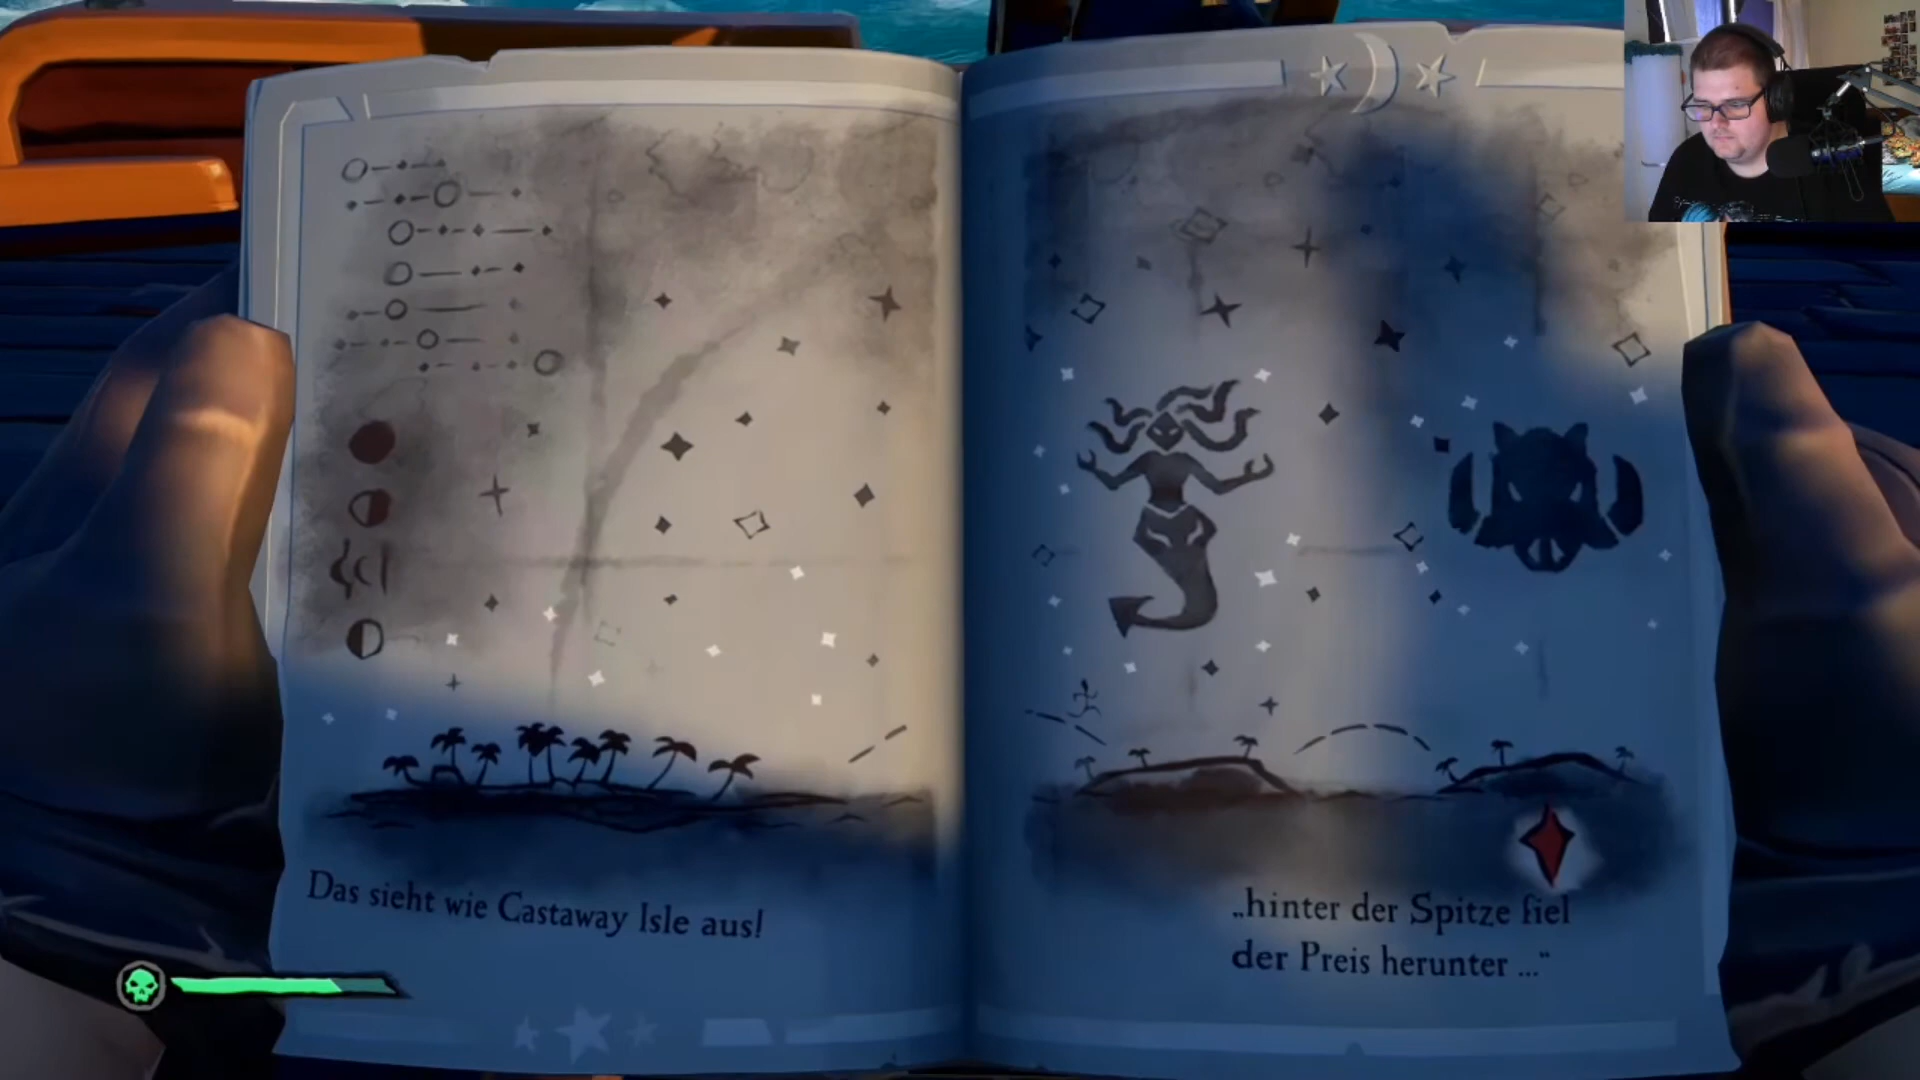 Das sieht wie Castaway Isle aus!
„hinter der Spitze fiel
der Preis herunter ...“